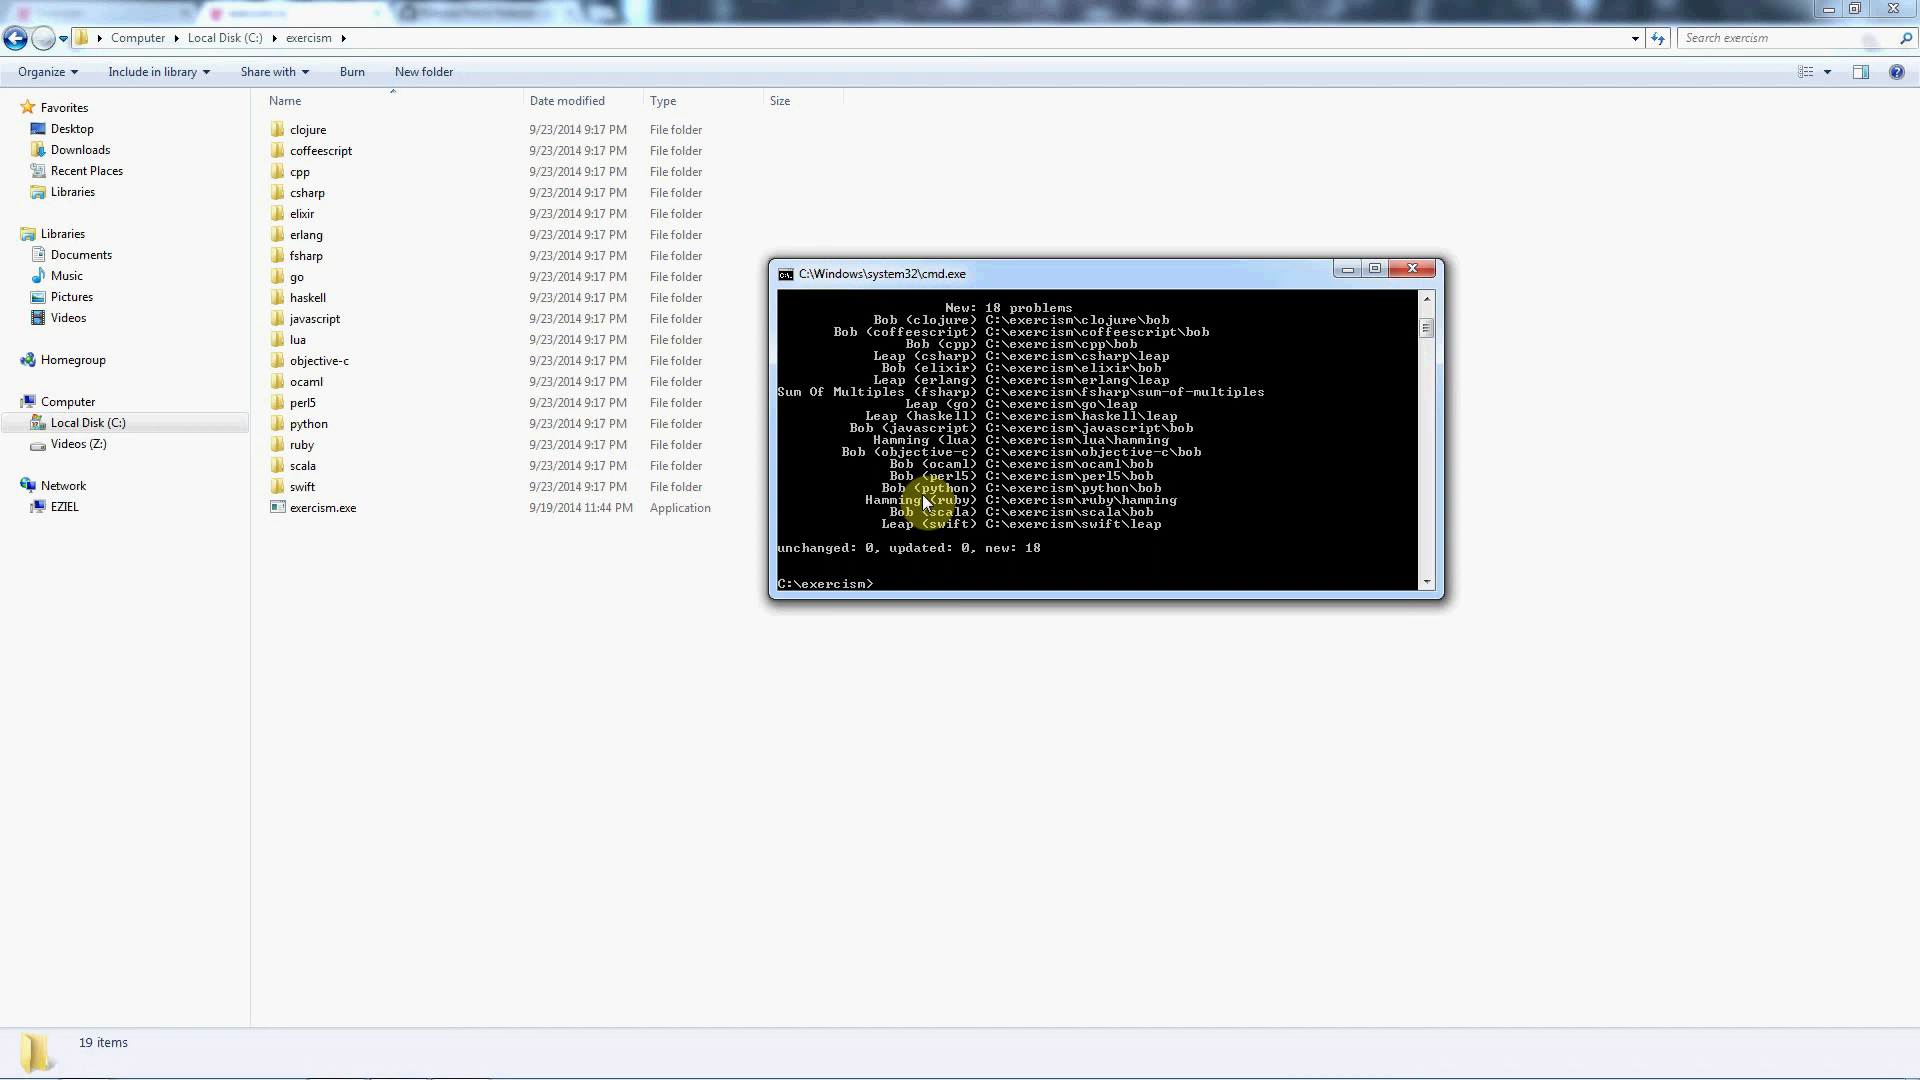 Computer Local Disk (C:) exercism
Search exercism
Organize Include in library Share with Burn New folder
Name Date modified Type Size
Favorites
Desktop
Downloads
Recent Places
Libraries
Libraries
Documents
Music
Pictures
Videos
Homegroup
Computer
Local Disk (C:)
Videos (Z:)
Network
EZIEL
clojure 9/23/2014 9:17 PM File folder
coffeescript 9/23/2014 9:17 PM File folder
cpp 9/23/2014 9:17 PM File folder
csharp 9/23/2014 9:17 PM File folder
elixir 9/23/2014 9:17 PM File folder
erlang 9/23/2014 9:17 PM File folder
fsharp 9/23/2014 9:17 PM File folder
go 9/23/2014 9:17 PM File folder
haskell 9/23/2014 9:17 PM File folder
javascript 9/23/2014 9:17 PM File folder
lua 9/23/2014 9:17 PM File folder
objective-c 9/23/2014 9:17 PM File folder
ocaml 9/23/2014 9:17 PM File folder
perl5 9/23/2014 9:17 PM File folder
python 9/23/2014 9:17 PM File folder
ruby 9/23/2014 9:17 PM File folder
scala 9/23/2014 9:17 PM File folder
swift 9/23/2014 9:17 PM File folder
exercism.exe 9/19/2014 11:44 PM Application
C:\Windows\system32\cmd.exe
New: 18 problems
Bob (clojure) C:\exercism\clojure\bob
Bob (coffeescript) C:\exercism\coffeescript\bob
Bob (cpp) C:\exercism\cpp\bob
Leap (csharp) C:\exercism\csharp\leap
Bob (elixir) C:\exercism\elixir\bob
Leap (erlang) C:\exercism\erlang\leap
Sum Of Multiples (fsharp) C:\exercism\fsharp\sum-of-multiples
Leap (go) C:\exercism\go\leap
Leap (haskell) C:\exercism\haskell\leap
Bob (javascript) C:\exercism\javascript\bob
Hamming (lua) C:\exercism\lua\hamming
Bob (objective-c) C:\exercism\objective-c\bob
Bob (ocaml) C:\exercism\ocaml\bob
Bob (perl5) C:\exercism\perl5\bob
Bob (python) C:\exercism\python\bob
Hamming (ruby) C:\exercism\ruby\hamming
Bob (scala) C:\exercism\scala\bob
Leap (swift) C:\exercism\swift\leap
unchanged: 0, updated: 0, new: 18
C:\exercism>
19 items